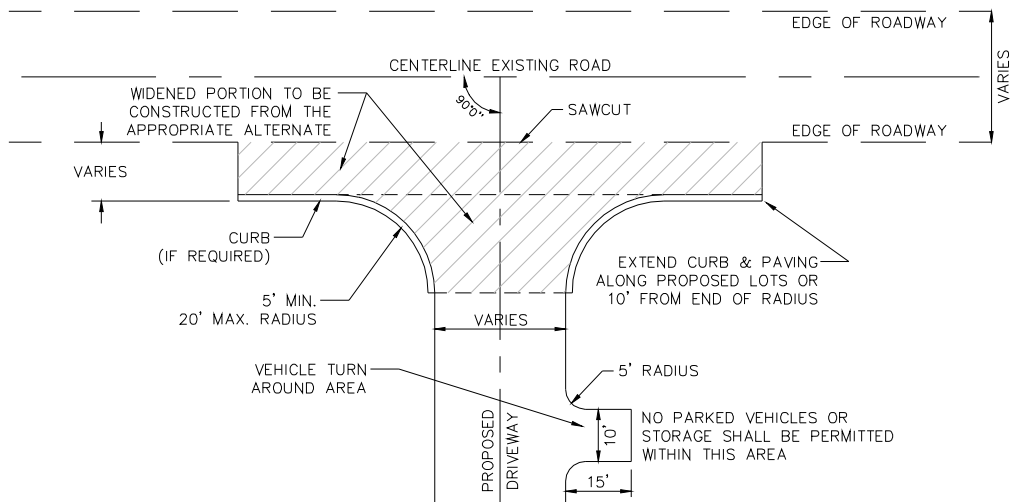 EDGE OF ROADWAY
CENTERLINE EXISTING ROAD
VARIES
90.0°
WIDENED PORTION TO BE
CONSTRUCTED FROM THE
APPROPRIATE ALTERNATE
SAWCUT
EDGE OF ROADWAY
VARIES
CURB
(IF REQUIRED)
EXTEND CURB & PAVING
ALONG PROPOSED LOTS OR
10' FROM END OF RADIUS
5' MIN.
20' MAX. RADIUS
VARIES
VEHICLE TURN
AROUND AREA
5' RADIUS
PROPOSED
DRIVEWAY
10'
NO PARKED VEHICLES OR
STORAGE SHALL BE PERMITTED
WITHIN THIS AREA
15'